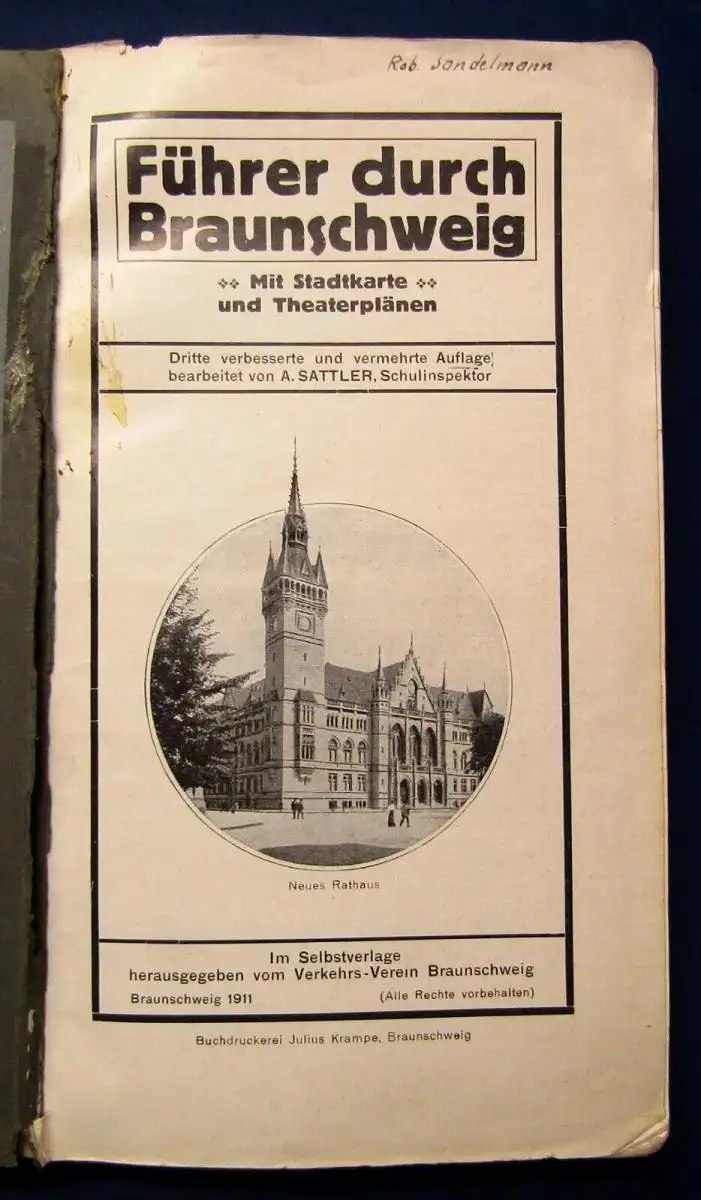 Rob. Sandelmann
Führer durch
Braunschweig
Mit Stadtkarte
und Theaterplänen
Dritte verbesserte und vermehrte Auflage
bearbeitet von A. SATTLER, Schulinspektor
Neues Rathaus
Im Selbstverlage
herausgegeben vom Verkehrs-Verein Braunschweig
Braunschweig 1911 (Alle Rechte vorbehalten)
Buchdruckerei Julius Krampe, Braunschweig